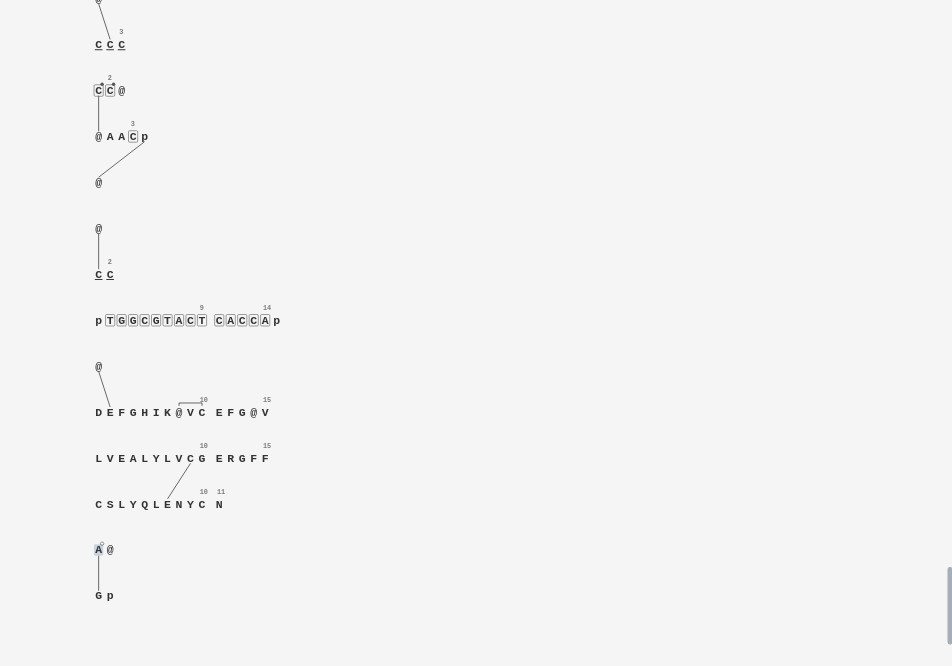 @
3
C C C
2
C C @
3
@ A A C p
@
@
2
C C
9 14
p T G G C G T A C T C A C C A p
@
10 15
D E F G H I K @ V C E F G @ V
10 15
L V E A L Y L V C G E R G F F
10 11
C S L Y Q L E N Y C N
A @
G p